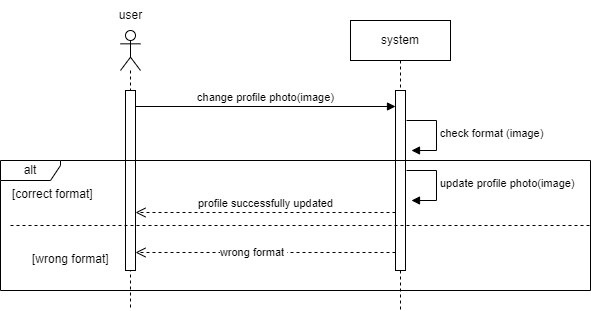 user
system
change profile photo(image)
check format (image)
alt
[correct format]
update profile photo(image)
profile successfully updated
[wrong format]
wrong format